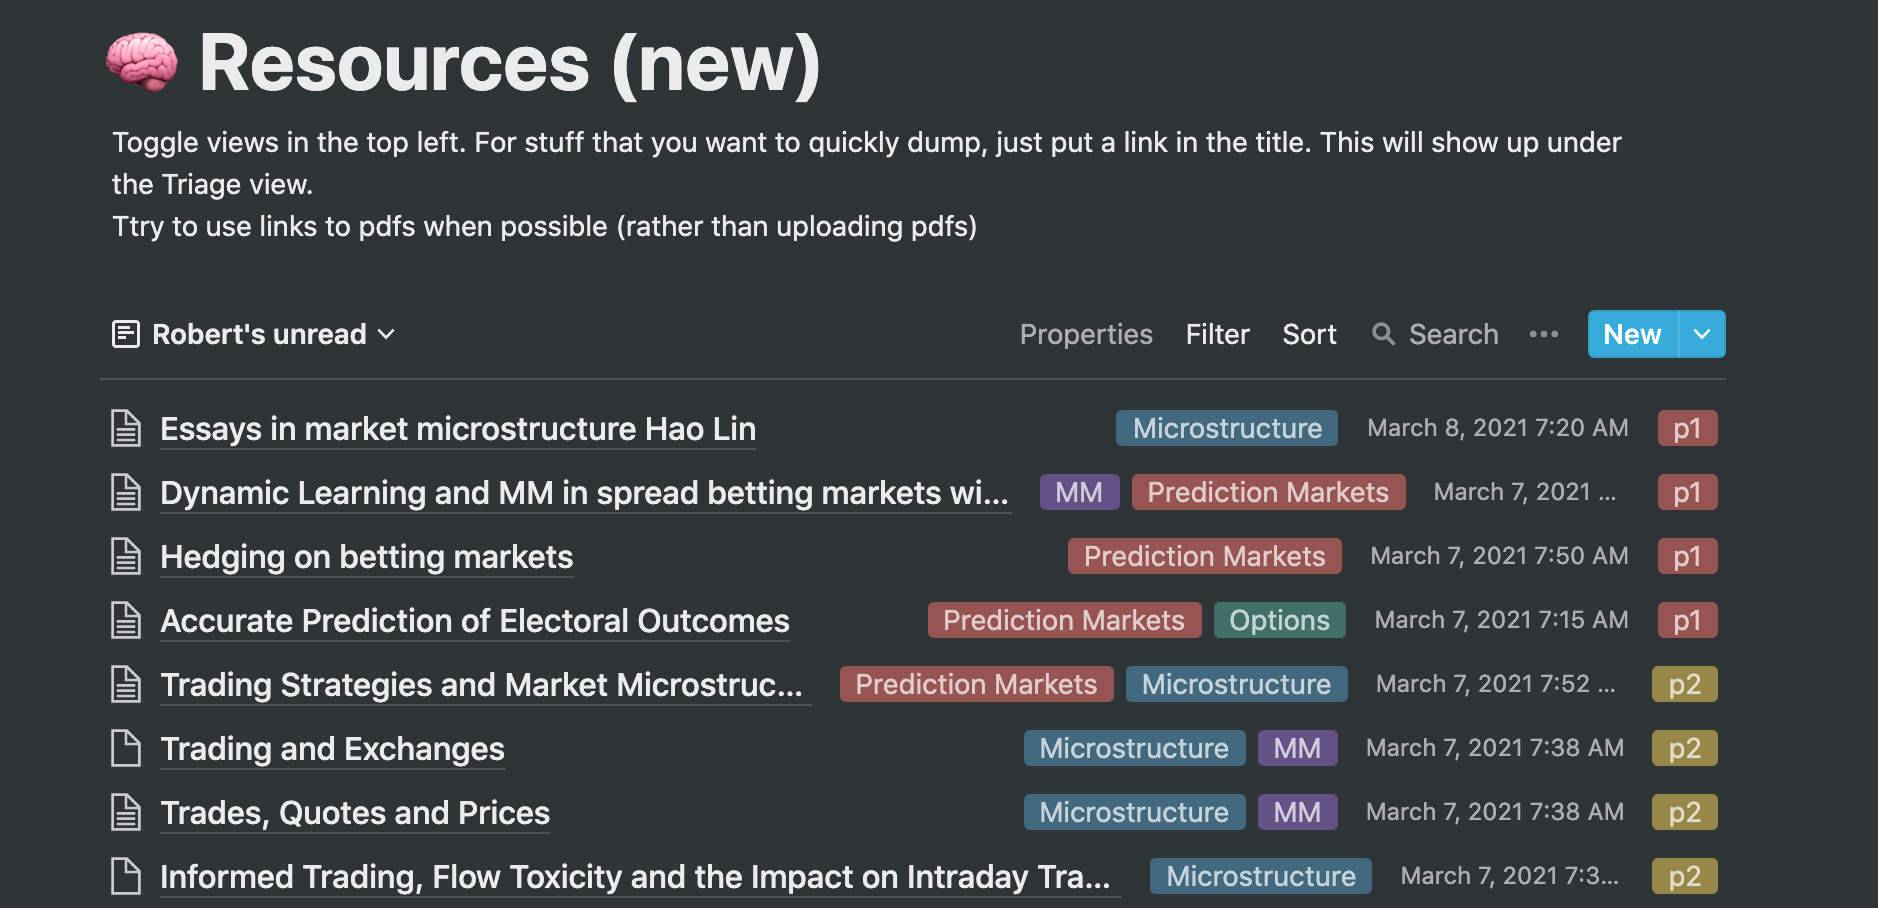 Resources (new)
Toggle views in the top left. For stuff that you want to quickly dump, just put a link in the title. This will show up under
the Triage view.
Ttry to use links to pdfs when possible (rather than uploading pdfs)
Robert's unread Properties Filter Sort Search ••• New
Essays in market microstructure Hao Lin Microstructure March 8, 2021 7:20 AM p1
Dynamic Learning and MM in spread betting markets wi... MM Prediction Markets March 7, 2021 ... p1
Hedging on betting markets Prediction Markets March 7, 2021 7:50 AM p1
Accurate Prediction of Electoral Outcomes Prediction Markets Options March 7, 2021 7:15 AM p1
Trading Strategies and Market Microstruc... Prediction Markets Microstructure March 7, 2021 7:52 ... p2
Trading and Exchanges Microstructure MM March 7, 2021 7:38 AM p2
Trades, Quotes and Prices Microstructure MM March 7, 2021 7:38 AM p2
Informed Trading, Flow Toxicity and the Impact on Intraday Tra... Microstructure March 7, 2021 7:3... p2